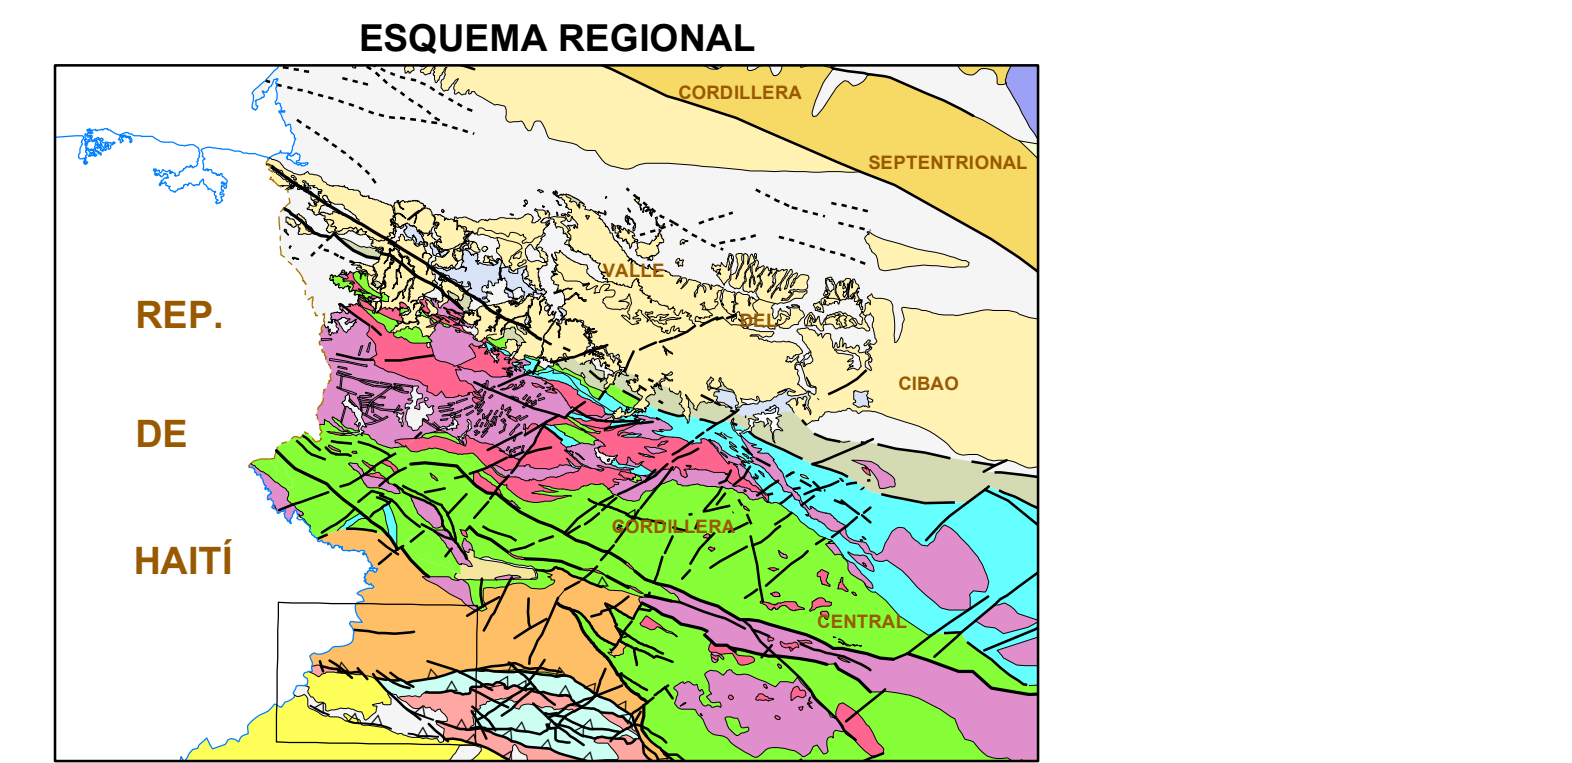 ESQUEMA REGIONAL
CORDILLERA
SEPTENTRIONAL
VALLE
REP.
DEL
CIBAO
DE
CORDILLERA
HAITÍ
CENTRAL